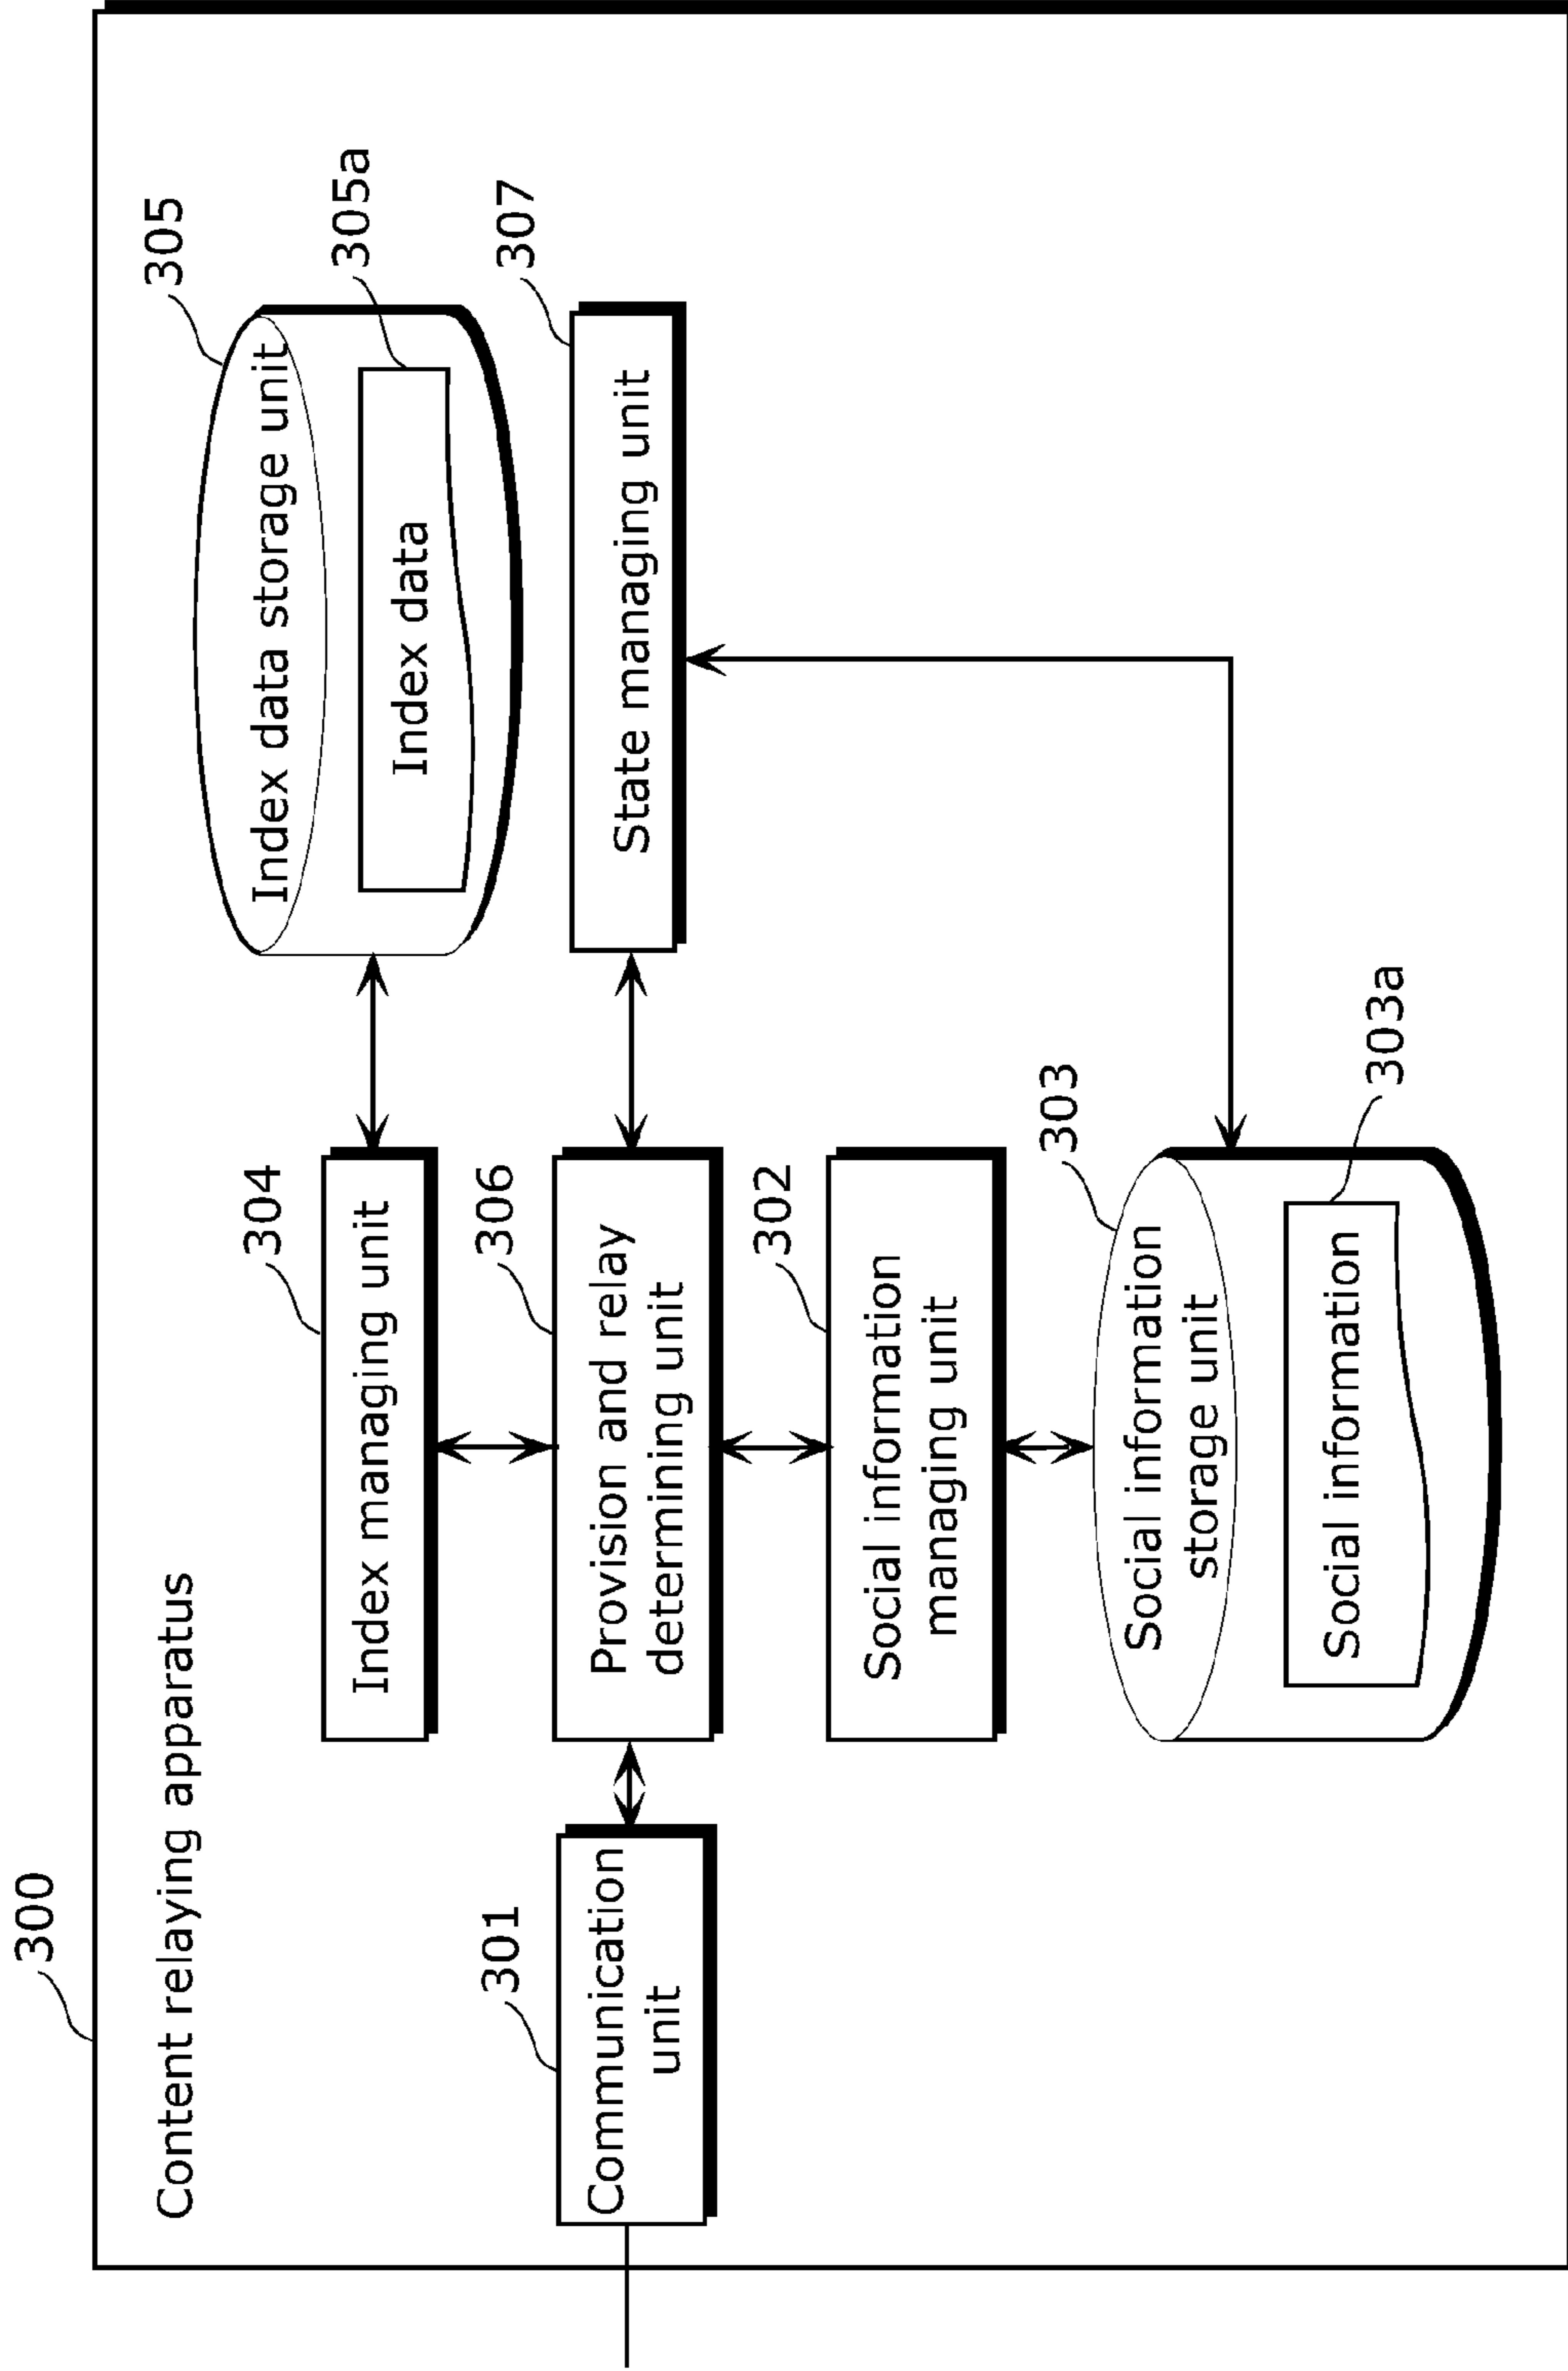 300
Content relaying apparatus
305
304
Index data storage unit
305a
Index managing unit
Index data
306
307
301
Provision and relay
determining unit
State managing unit
Communication
unit
302
Social information
managing unit
303
Social information
storage unit
303a
Social information